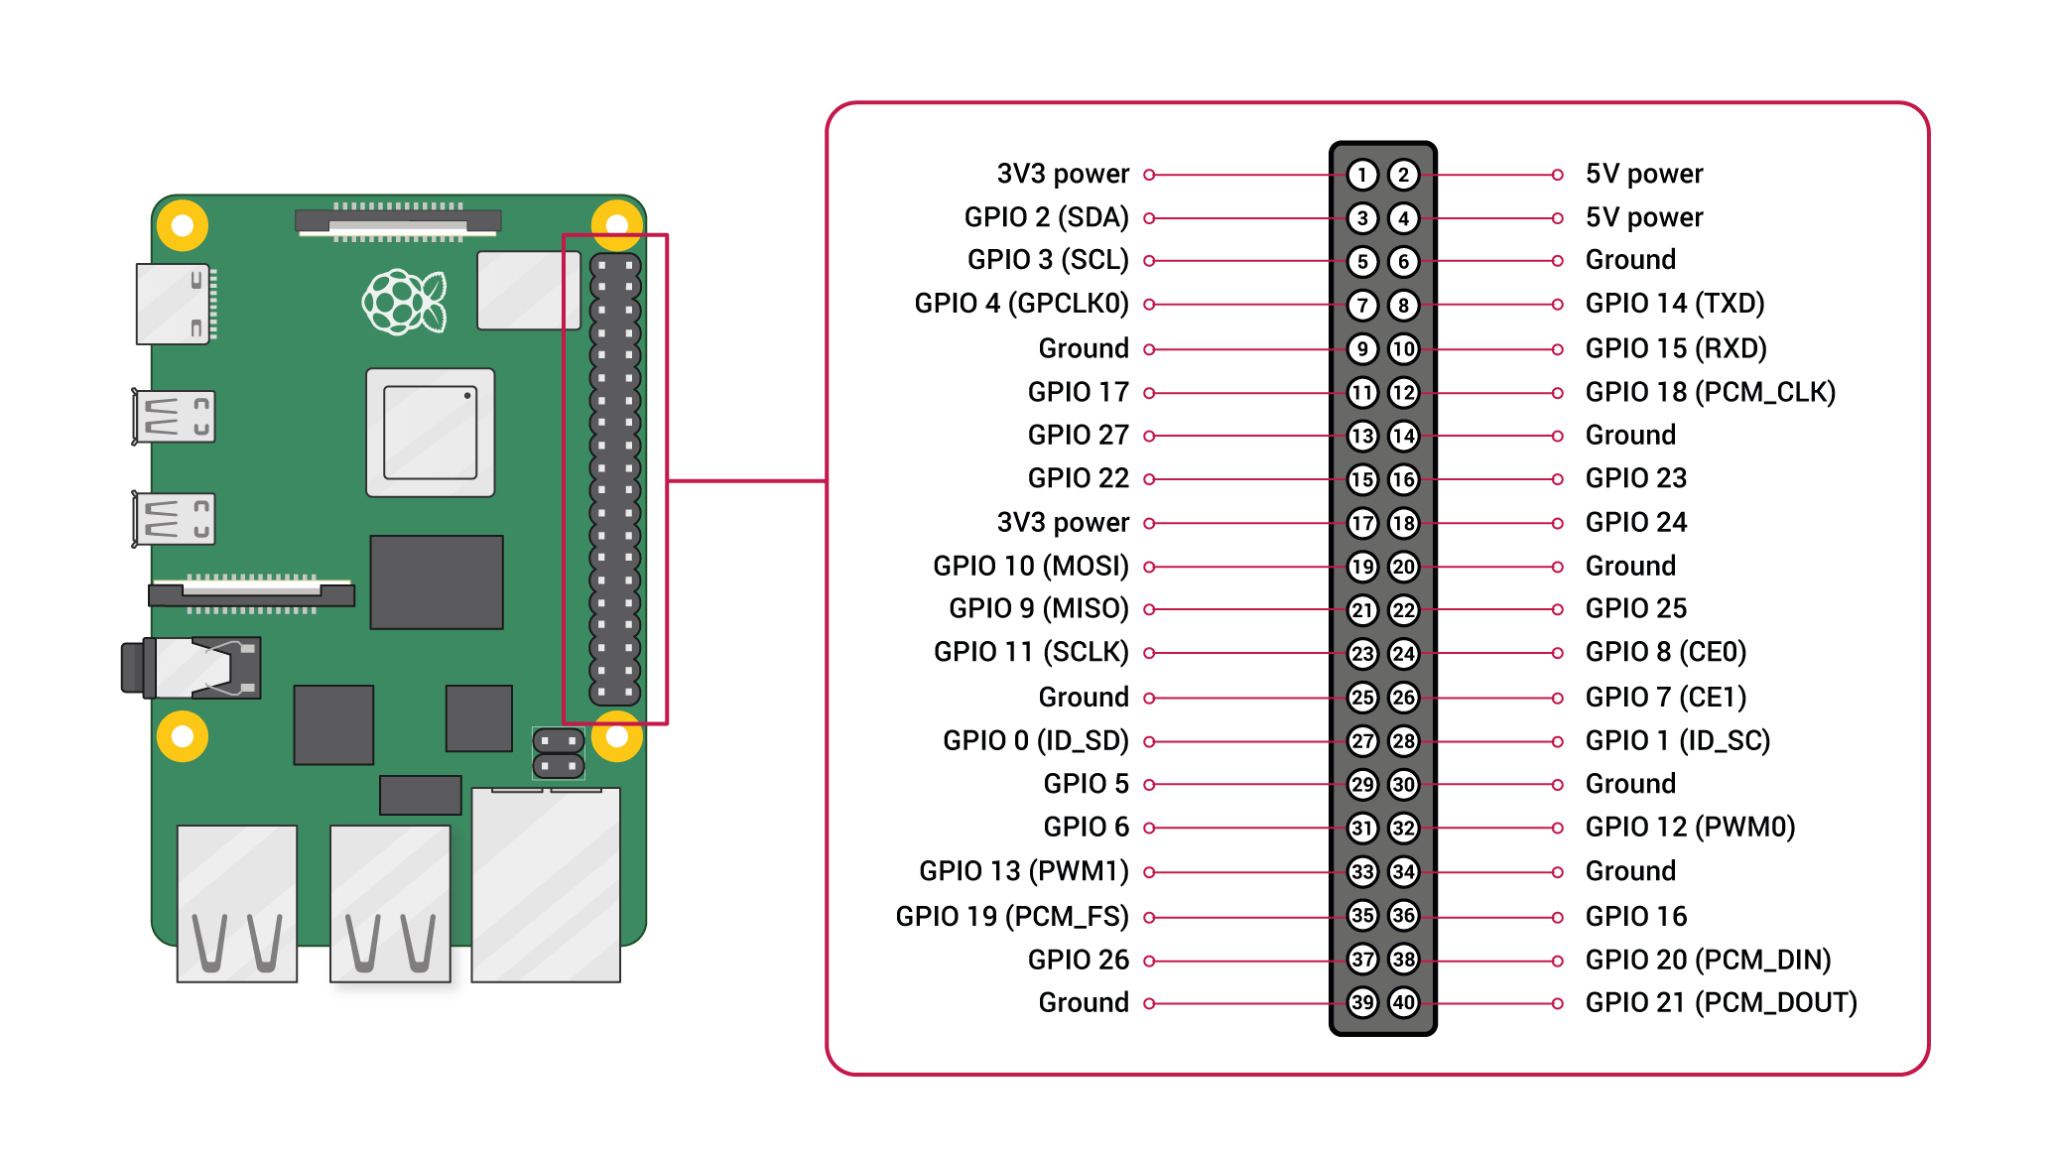 3V3 power 1 2 5V power
GPIO 2 (SDA) 3 4 5V power
GPIO 3 (SCL) 5 6 Ground
GPIO 4 (GPCLK0) 7 8 GPIO 14 (TXD)
Ground 9 10 GPIO 15 (RXD)
GPIO 17 11 12 GPIO 18 (PCM_CLK)
GPIO 27 13 14 Ground
GPIO 22 15 16 GPIO 23
3V3 power 17 18 GPIO 24
GPIO 10 (MOSI) 19 20 Ground
GPIO 9 (MISO) 21 22 GPIO 25
GPIO 11 (SCLK) 23 24 GPIO 8 (CE0)
Ground 25 26 GPIO 7 (CE1)
GPIO 0 (ID_SD) 27 28 GPIO 1 (ID_SC)
GPIO 5 29 30 Ground
GPIO 6 31 32 GPIO 12 (PWM0)
GPIO 13 (PWM1) 33 34 Ground
GPIO 19 (PCM_FS) 35 36 GPIO 16
GPIO 26 37 38 GPIO 20 (PCM_DIN)
Ground 39 40 GPIO 21 (PCM_DOUT)